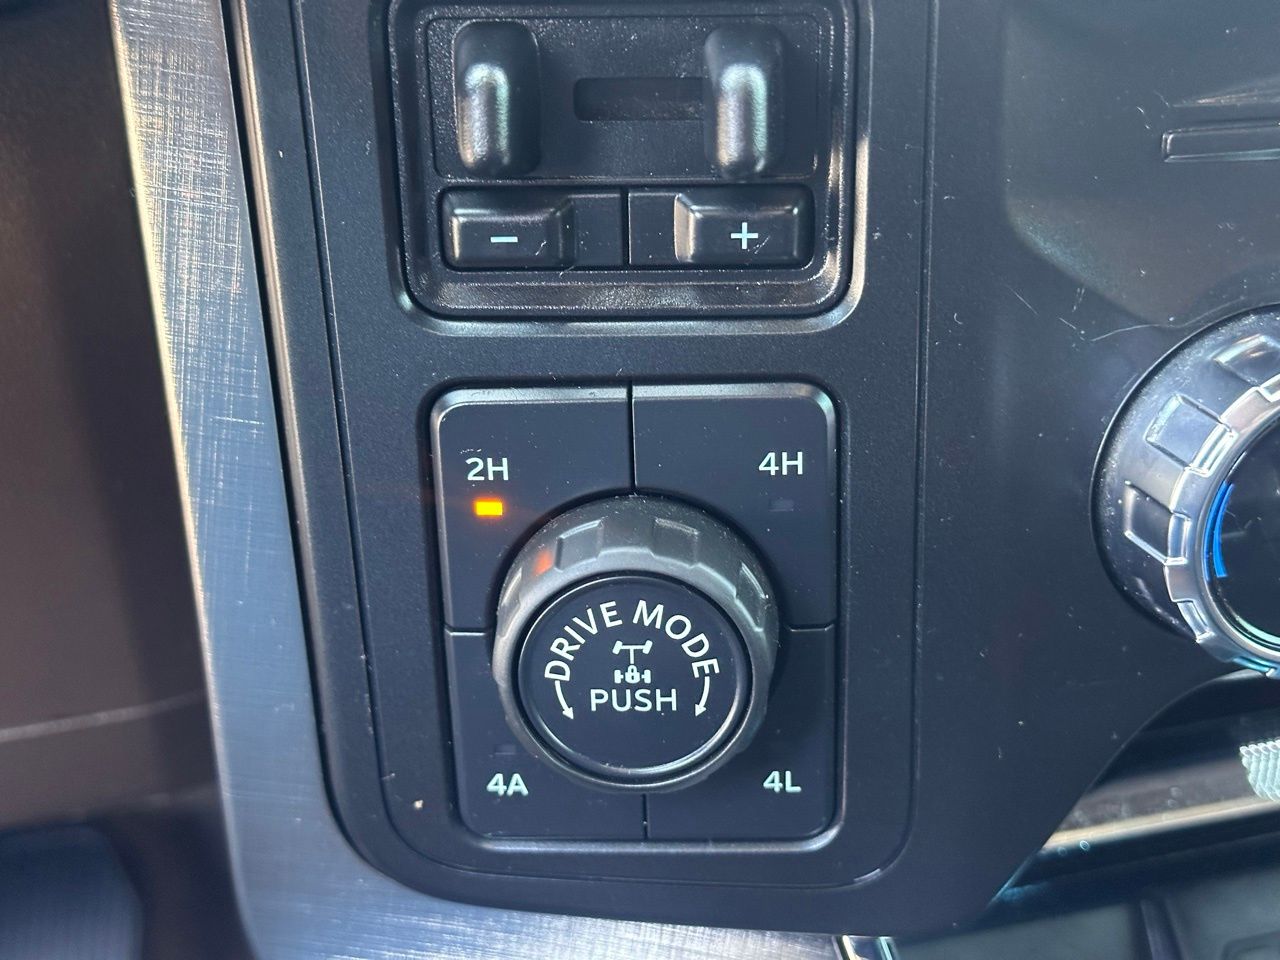 - +
2H 4H
DRIVE MODE
PUSH
4A 4L